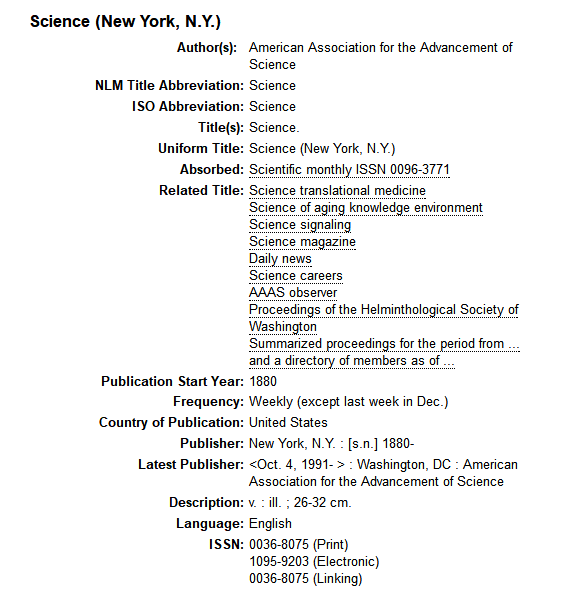 Science (New York, N.Y.)
Author(s): American Association for the Advancement of
Science
NLM Title Abbreviation: Science
ISO Abbreviation: Science
Title(s): Science.
Uniform Title: Science (New York, N.Y.)
Absorbed: Scientific monthly ISSN 0096-3771
Related Title: Science translational medicine
Science of aging knowledge environment
Science signaling
Science magazine
Daily news
Science careers
AAAS observer
Proceedings of the Helminthological Society of
Washington
Summarized proceedings for the period from ...
and a directory of members as of ...
Publication Start Year: 1880
Frequency: Weekly (except last week in Dec.)
Country of Publication: United States
Publisher: New York, N.Y. : [s.n.] 1880-
Latest Publisher: <Oct. 4, 1991- > : Washington, DC : American
Association for the Advancement of Science
Description: v. : ill. ; 26-32 cm.
Language: English
ISSN: 0036-8075 (Print)
1095-9203 (Electronic)
0036-8075 (Linking)